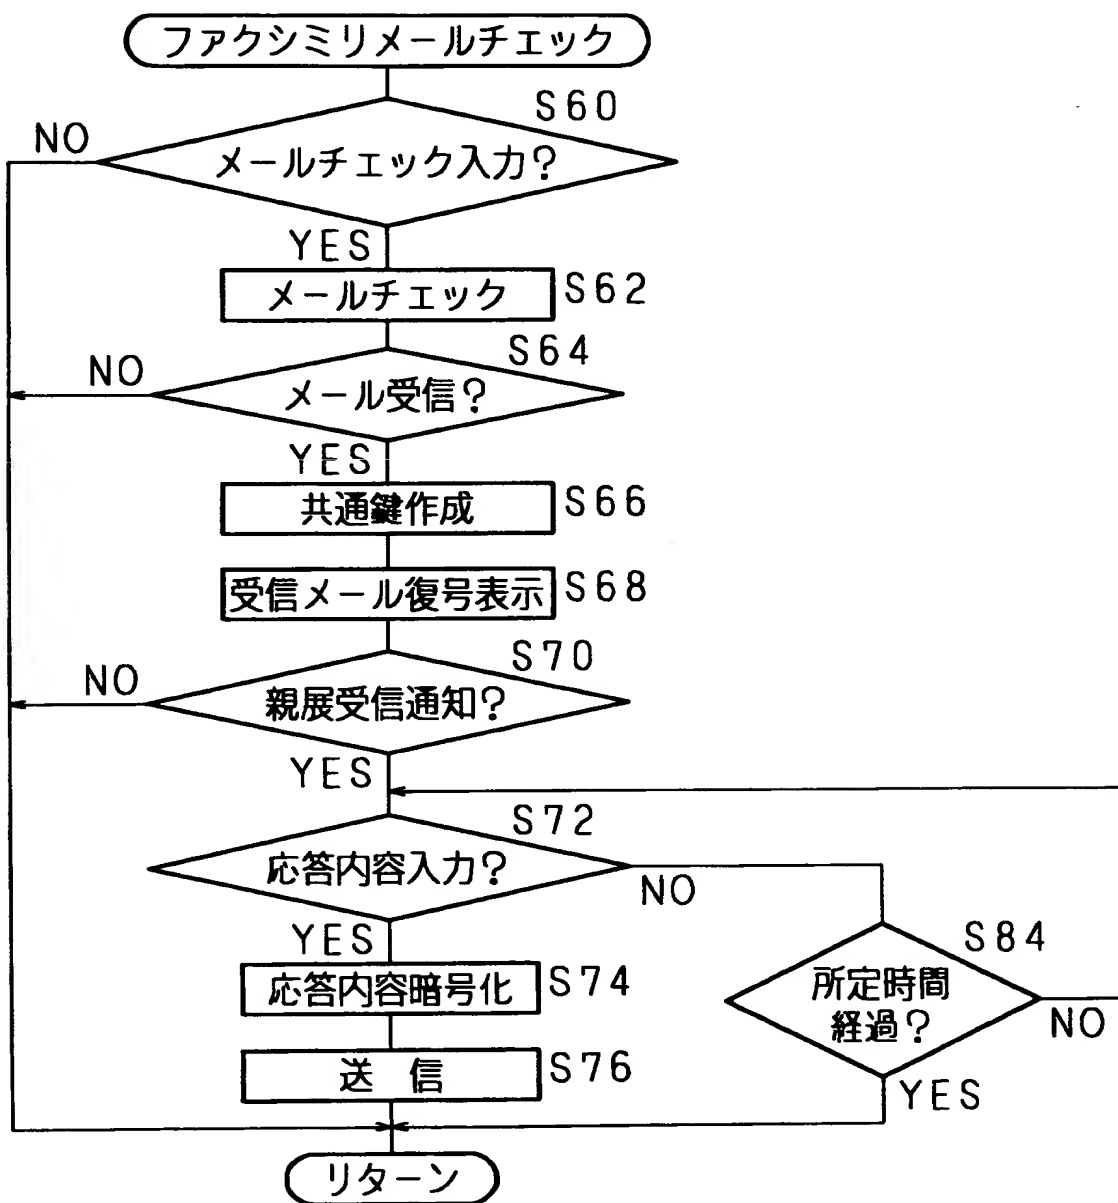 ファクシミリメールチェック
S60
NO
メールチェック入力?
YES
メールチェック
S62
S64
NO
メール受信?
YES
共通鍵作成
S66
受信メール復号表示
S68
S70
NO
親展受信通知?
YES
S72
応答内容入力?
NO
YES
S84
応答内容暗号化
S74
所定時間
経過?
NO
送 信
S76
YES
リターン